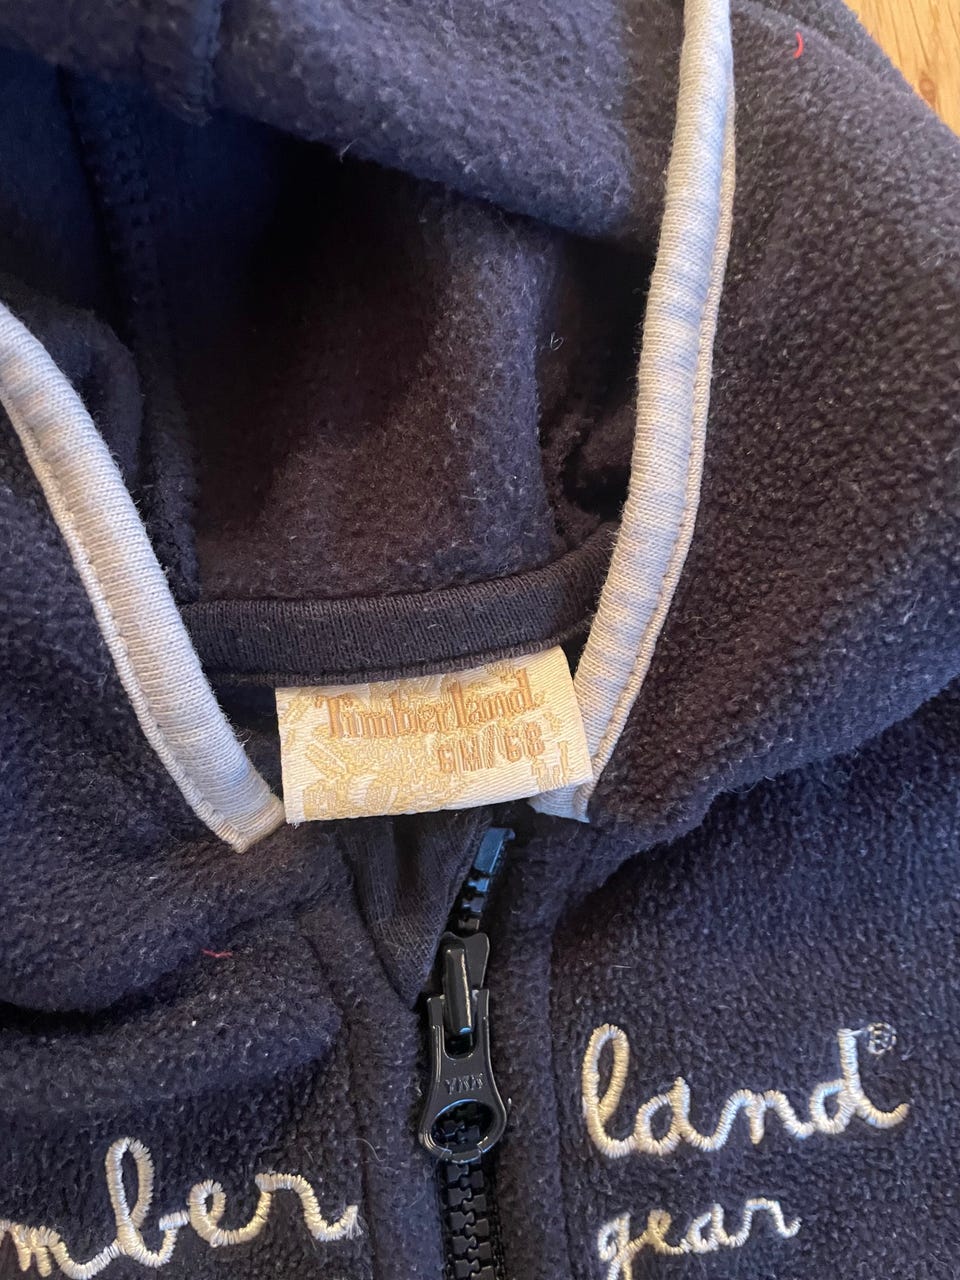 Timberland
6M/68
YKK
mber
land®
gear